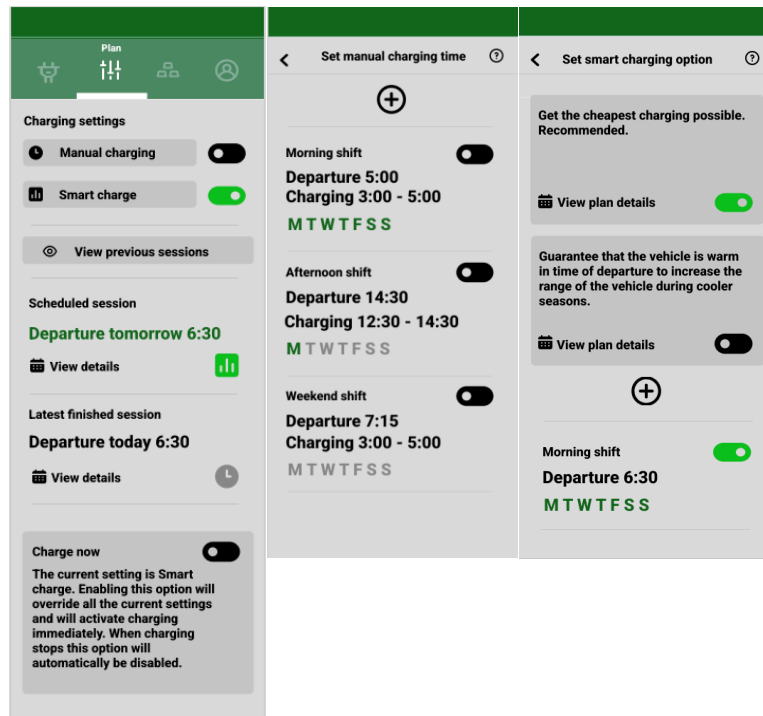 Plan
Charging settings
Manual charging
Smart charge
View previous sessions
Scheduled session
Departure tomorrow 6:30
View details
Latest finished session
Departure today 6:30
View details
Charge now
The current setting is Smart
charge. Enabling this option will
override all the current settings
and will activate charging
immediately. When charging
stops this option will
automatically be disabled.
Set manual charging time ?
Morning shift
Departure 5:00
Charging 3:00 - 5:00
M T W T F S S
Afternoon shift
Departure 14:30
Charging 12:30 - 14:30
M T W T F S S
Weekend shift
Departure 7:15
Charging 3:00 - 5:00
M T W T F S S
Set smart charging option ?
Get the cheapest charging possible.
Recommended.
View plan details
Guarantee that the vehicle is warm
in time of departure to increase the
range of the vehicle during cooler
seasons.
View plan details
Morning shift
Departure 6:30
M T W T F S S